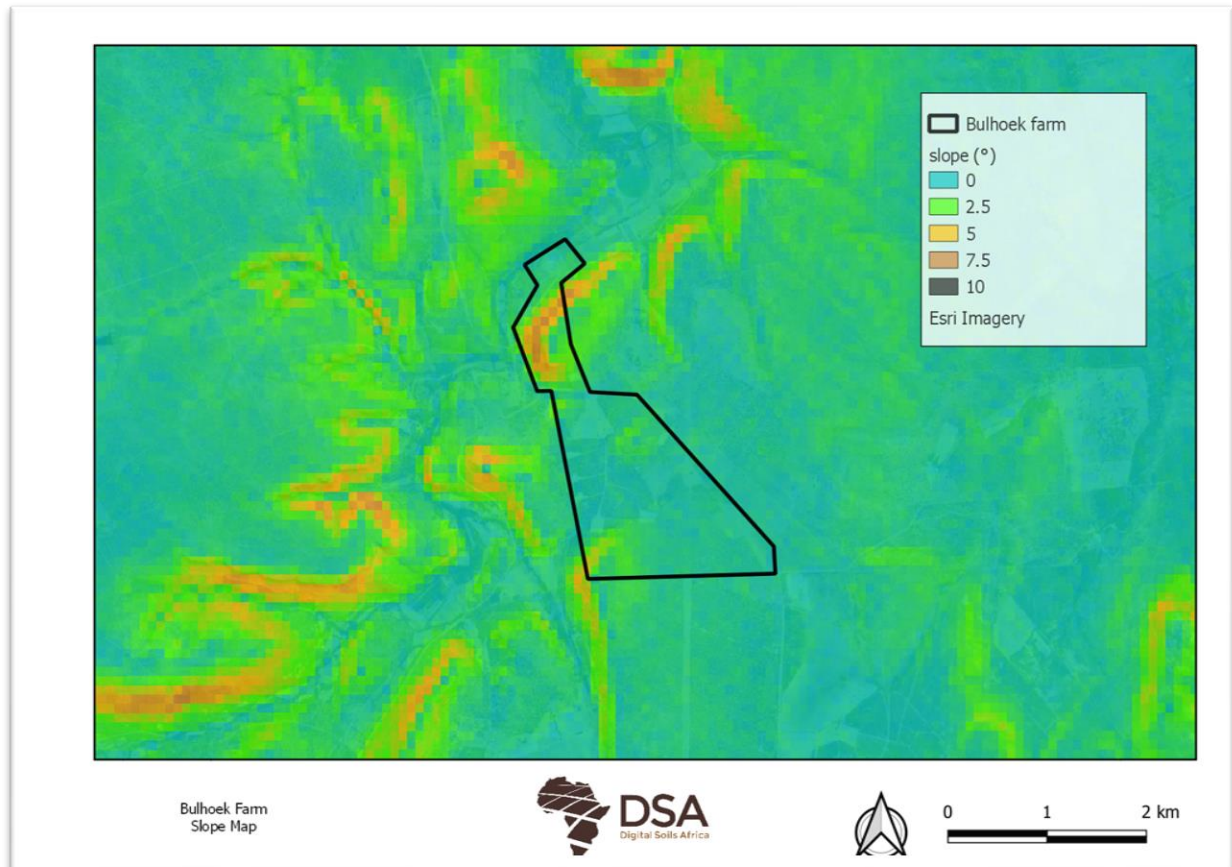 Bulhoek farm
slope (°)
0
2.5
5
7.5
10
Esri Imagery
Bulhoek Farm
Slope Map
DSA
Digital Soils Africa
0 1 2 km